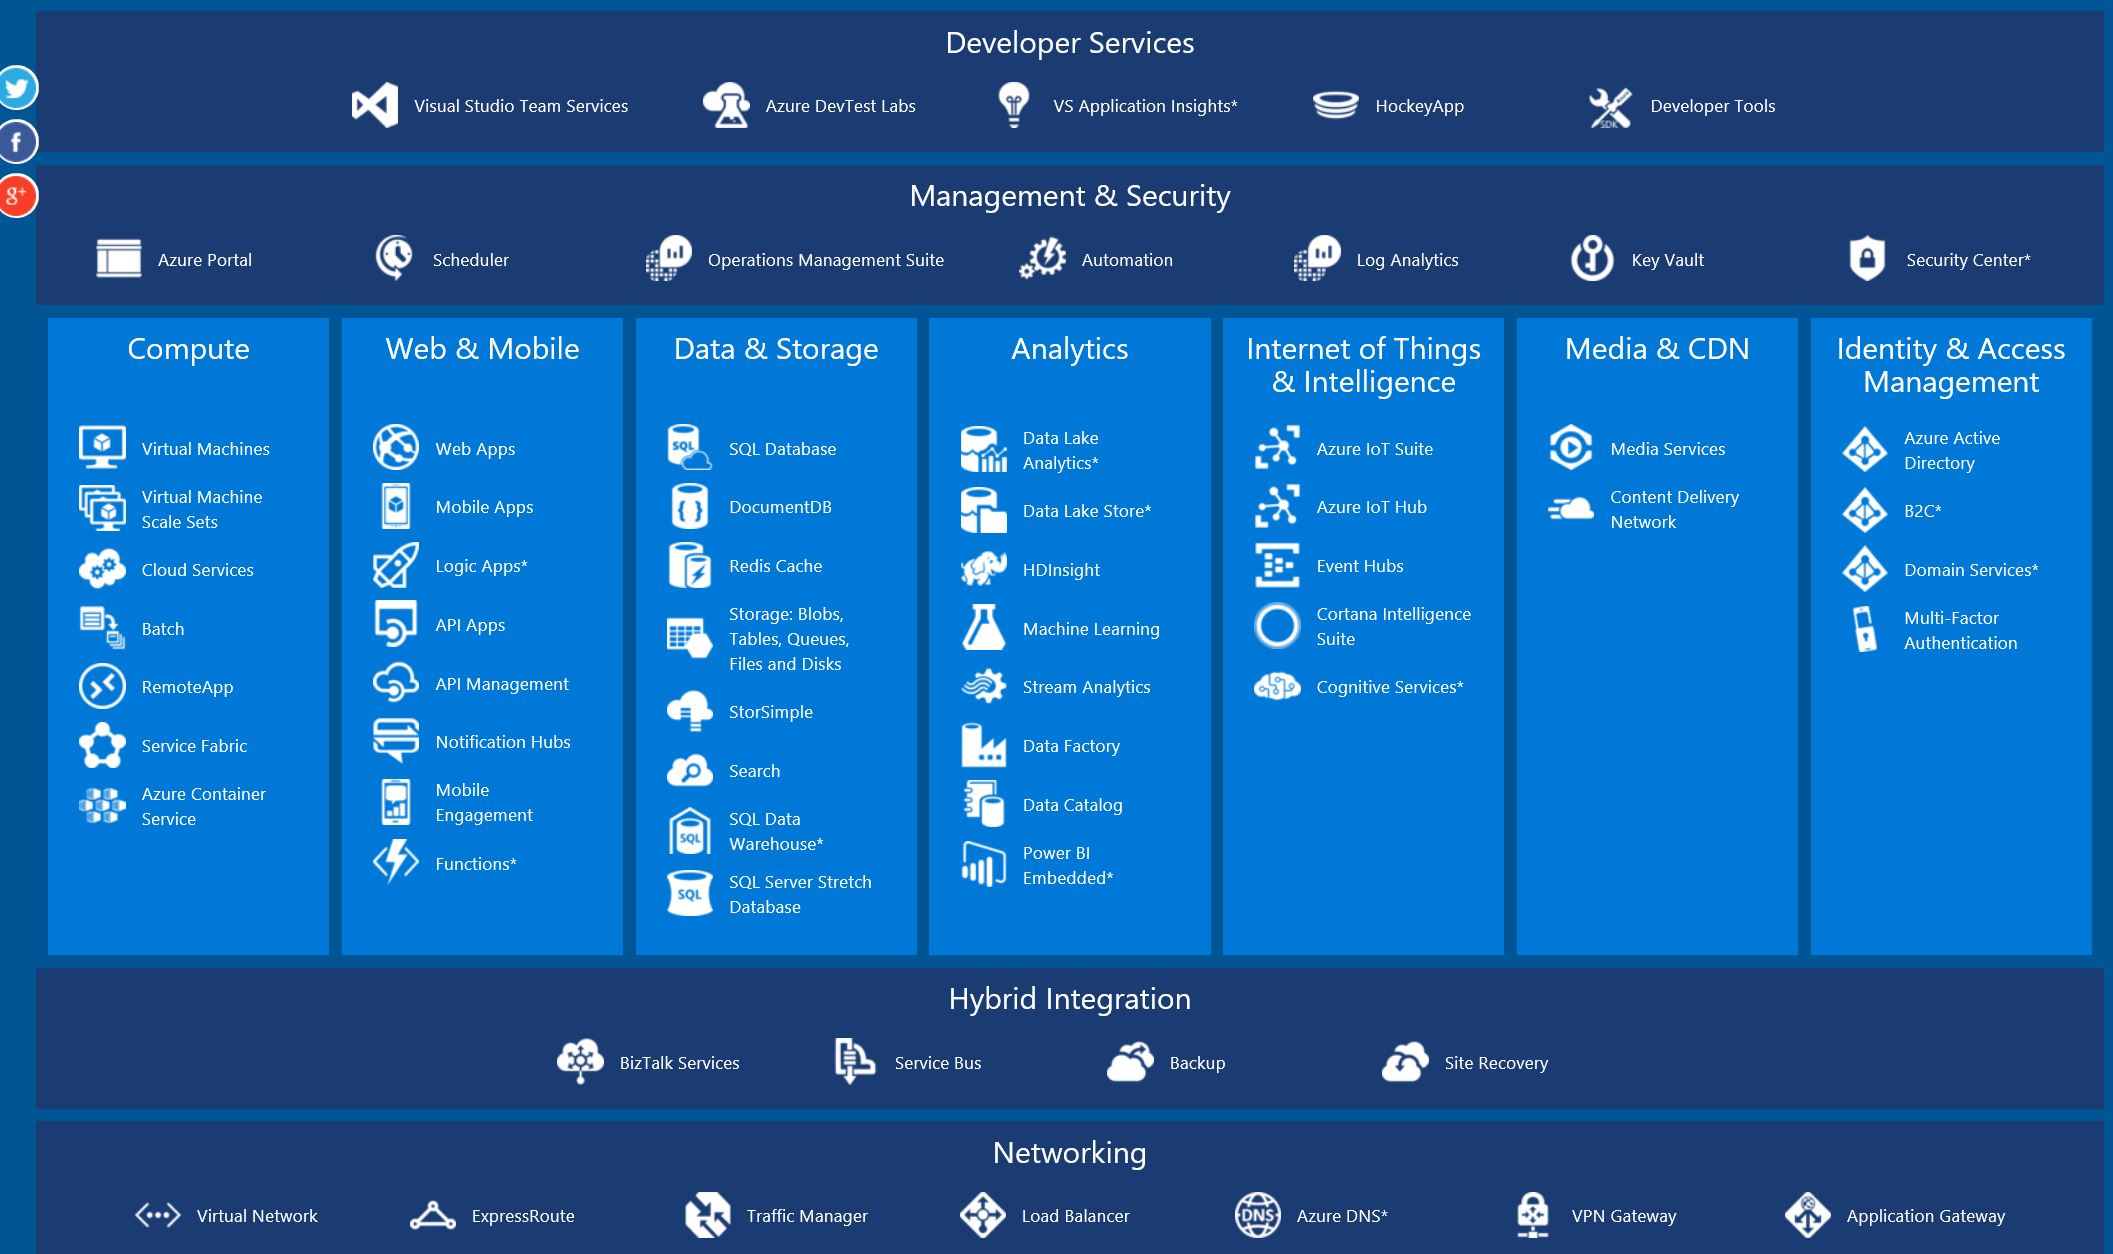 Developer Services
Visual Studio Team Services
Azure DevTest Labs
VS Application Insights*
HockeyApp
SDK
Developer Tools
f
g+
Management & Security
Azure Portal
Scheduler
Operations Management Suite
Automation
Log Analytics
Key Vault
Security Center*
Compute
Virtual Machines
Virtual Machine
Scale Sets
Cloud Services
Batch
RemoteApp
Service Fabric
Azure Container
Service
Web & Mobile
Web Apps
Mobile Apps
Logic Apps*
API Apps
API Management
Notification Hubs
Mobile
Engagement
Functions*
Data & Storage
SQL
SQL Database
{ }
DocumentDB
Redis Cache
Storage: Blobs,
Tables, Queues,
Files and Disks
StorSimple
Search
SQL
SQL Data
Warehouse*
SQL
SQL Server Stretch
Database
Analytics
Data Lake
Analytics*
Data Lake Store*
HDInsight
Machine Learning
Stream Analytics
Data Factory
Data Catalog
Power BI
Embedded*
Internet of Things
& Intelligence
Azure IoT Suite
Azure IoT Hub
Event Hubs
Cortana Intelligence
Suite
Cognitive Services*
Media & CDN
Media Services
Content Delivery
Network
Identity & Access
Management
Azure Active
Directory
B2C*
Domain Services*
Multi-Factor
Authentication
Hybrid Integration
BizTalk Services
Service Bus
Backup
Site Recovery
Networking
Virtual Network
ExpressRoute
Traffic Manager
Load Balancer
DNS
Azure DNS*
VPN Gateway
Application Gateway